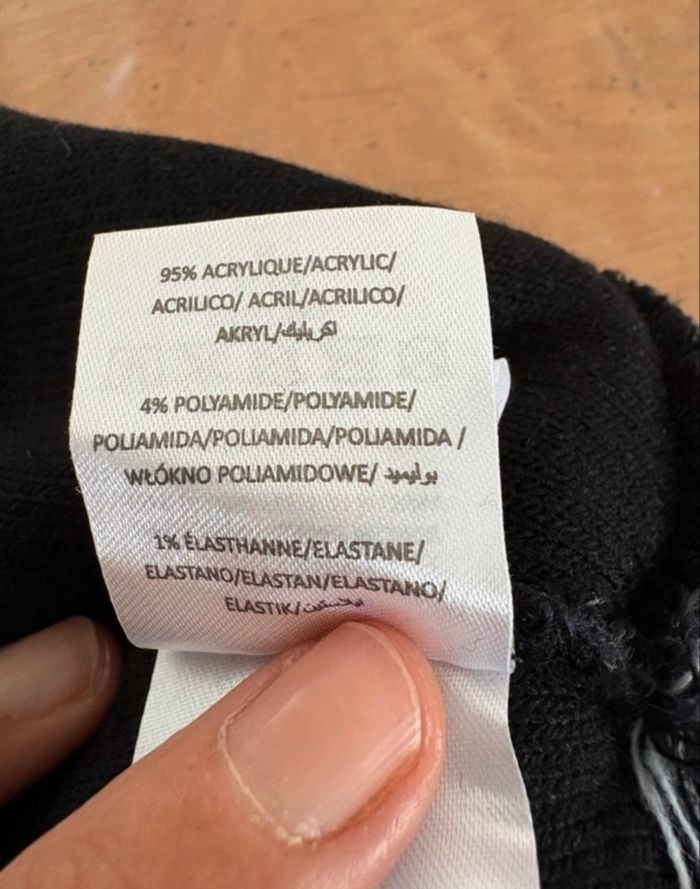 95% ACRYLIQUE/ACRYLIC/
ACRILICO/ ACRIL/ACRILICO/
AKRYL/اكريليك
4% POLYAMIDE/POLYAMIDE/
POLIAMIDA/POLIAMIDA/POLIAMIDA /
WŁÓKNO POLIAMIDOWE/ بوليميد
1% ÉLASTHANNE/ELASTANE/
ELASTANO/ELASTAN/ELASTANO/
ELASTIK/